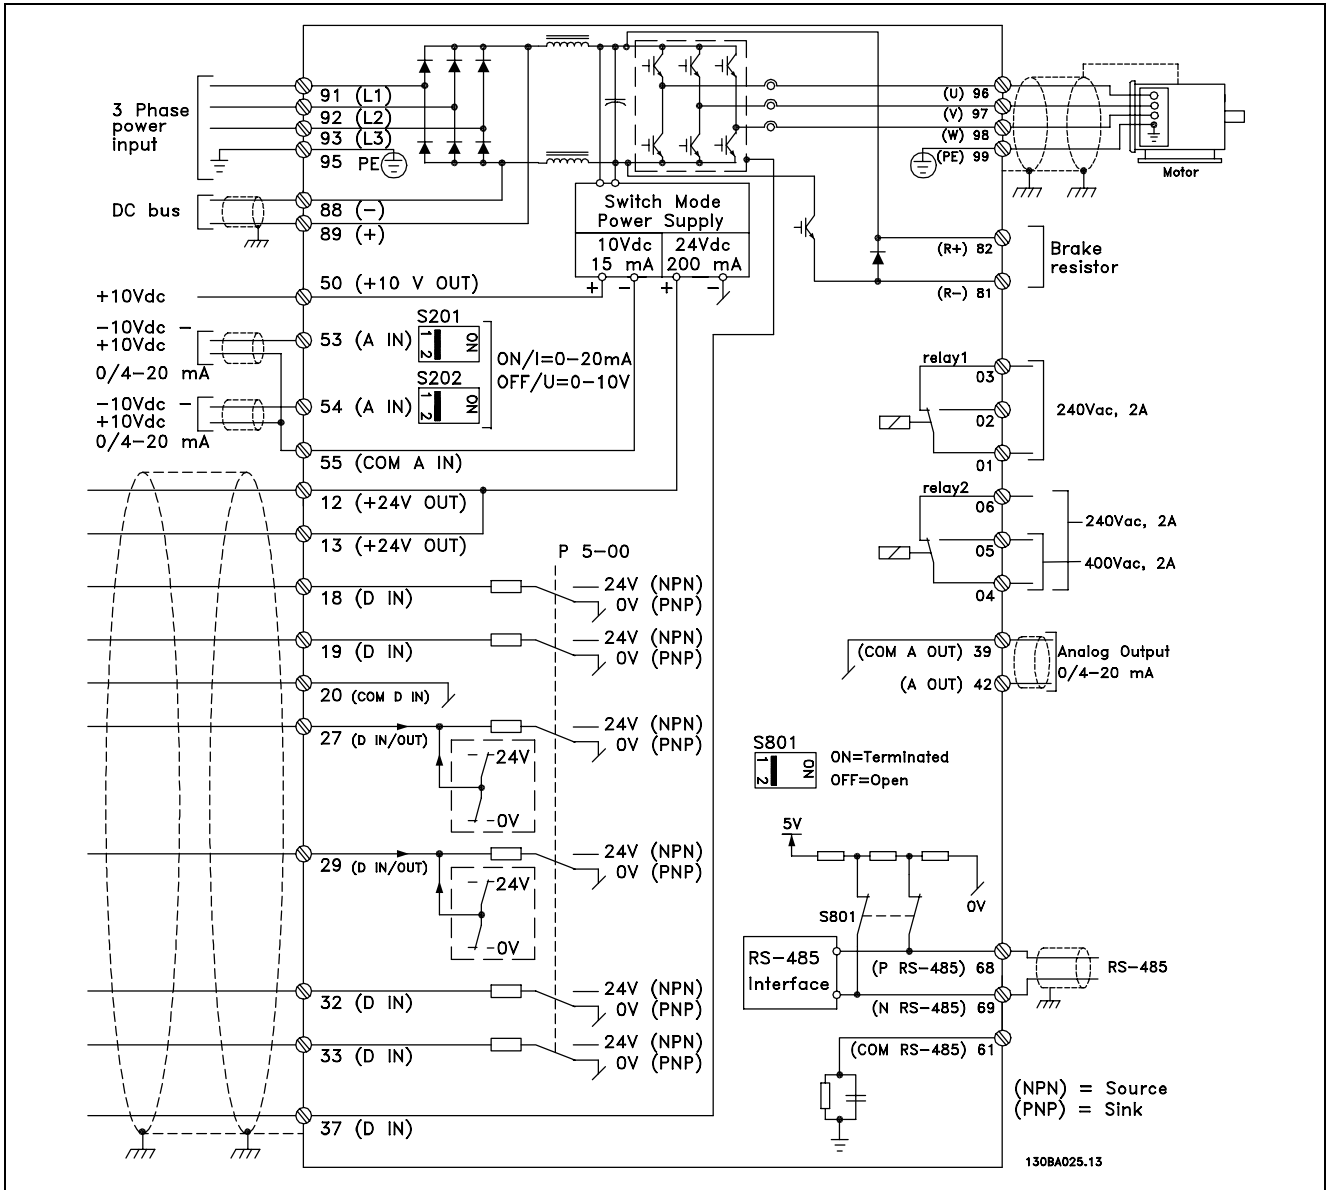 3 Phase
power
input
91 (L1)
92 (L2)
93 (L3)
95 PE
DC bus
88 (−)
89 (+)
+10Vdc
50 (+10 V OUT)
Switch Mode
Power Supply
10Vdc
15 mA
24Vdc
200 mA
+ − + −
−10Vdc −
+10Vdc
0/4−20 mA
53 (A IN)
S201
1
2
ON
ON/I=0−20mA
OFF/U=0−10V
−10Vdc −
+10Vdc
0/4−20 mA
54 (A IN)
S202
1
2
ON
55 (COM A IN)
12 (+24V OUT)
13 (+24V OUT)
P 5-00
18 (D IN)
24V (NPN)
0V (PNP)
19 (D IN)
24V (NPN)
0V (PNP)
20 (COM D IN)
27 (D IN/OUT)
24V (NPN)
0V (PNP)
24V
0V
29 (D IN/OUT)
24V (NPN)
0V (PNP)
24V
0V
32 (D IN)
24V (NPN)
0V (PNP)
33 (D IN)
24V (NPN)
0V (PNP)
37 (D IN)
(U) 96
(V) 97
(W) 98
(PE) 99
Motor
(R+) 82
Brake
resistor
(R−) 81
relay1
03
02
01
240Vac, 2A
relay2
06
05
04
240Vac, 2A
400Vac, 2A
(COM A OUT) 39
(A OUT) 42
Analog Output
0/4−20 mA
S801
1
2
ON
ON=Terminated
OFF=Open
5V
S801
0V
RS-485
Interface
(P RS-485) 68
(N RS-485) 69
RS-485
(COM RS-485) 61
(NPN) = Source
(PNP) = Sink
130BA025.13